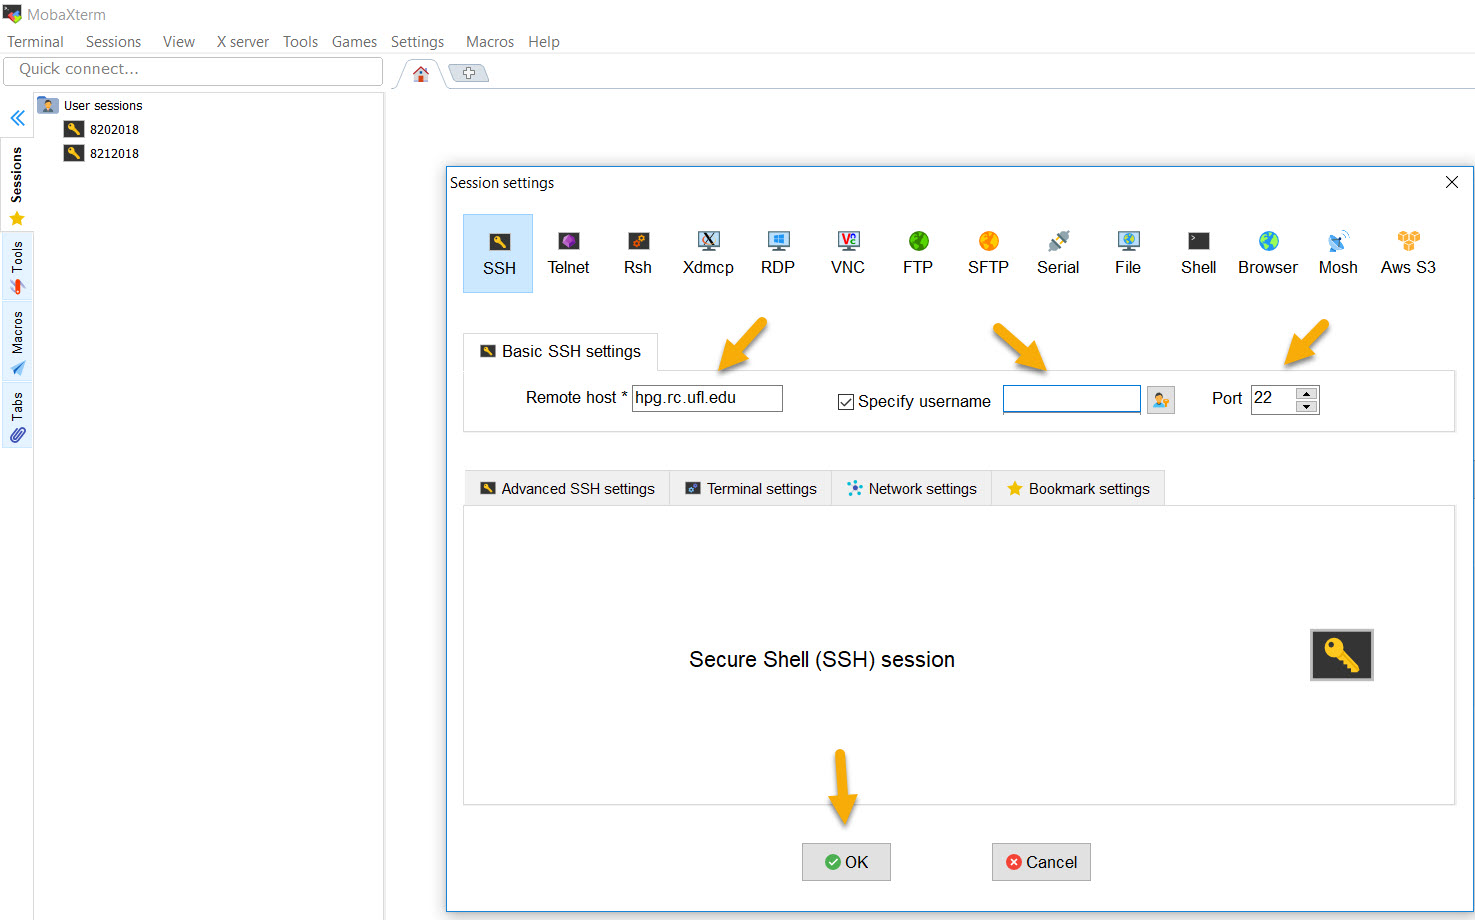 MobaXterm
Terminal Sessions View X server Tools Games Settings Macros Help
Quick connect...
User sessions
8202018
8212018
Sessions
Tools
Macros
Tabs
Session settings
SSH Telnet Rsh Xdmcp RDP VNC FTP SFTP Serial File Shell Browser Mosh Aws S3
Basic SSH settings
Remote host * hpg.rc.ufl.edu Specify username Port 22
Advanced SSH settings Terminal settings Network settings Bookmark settings
Secure Shell (SSH) session
OK Cancel